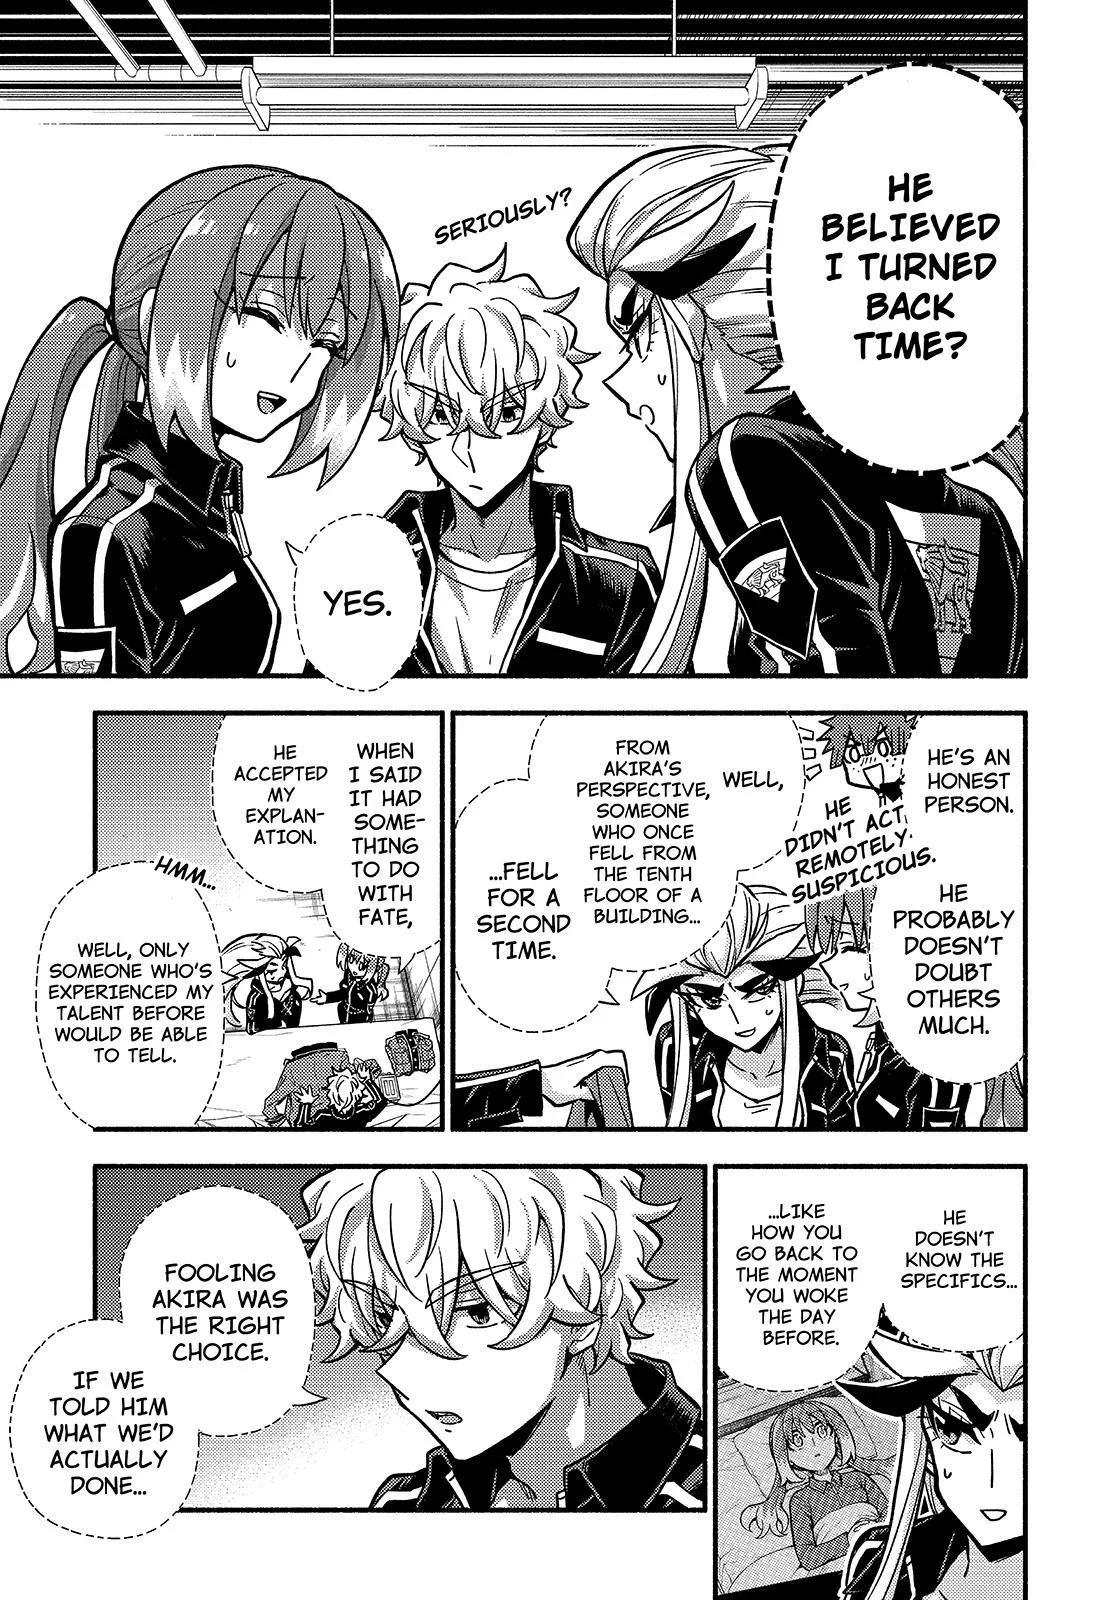 HE
BELIEVED
I TURNED
BACK
TIME?
SERIOUSLY?
YES.
HE'S AN
HONEST
PERSON.
HE
PROBABLY
DOESN'T
DOUBT
OTHERS
MUCH.
HE
DIDN'T ACT
REMOTELY
SUSPICIOUS.
WELL,
FROM
AKIRA'S
PERSPECTIVE,
SOMEONE
WHO ONCE
FELL FROM
THE TENTH
FLOOR OF A
BUILDING...
...FELL
FOR A
SECOND
TIME.
WHEN
I SAID
IT HAD
SOME-
THING
TO DO
WITH
FATE,
HE
ACCEPTED
MY
EXPLAN-
ATION.
HMM...
WELL, ONLY
SOMEONE WHO'S
EXPERIENCED MY
TALENT BEFORE
WOULD BE ABLE
TO TELL.
HE
DOESN'T
KNOW THE
SPECIFICS...
...LIKE
HOW YOU
GO BACK TO
THE MOMENT
YOU WOKE
THE DAY
BEFORE.
FOOLING
AKIRA WAS
THE RIGHT
CHOICE.
IF WE
TOLD HIM
WHAT WE'D
ACTUALLY
DONE...